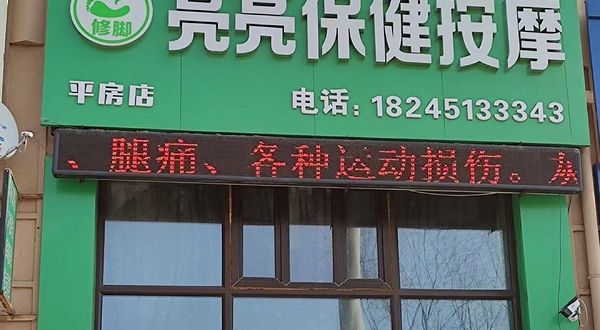 修脚
亮亮保健按摩
平房店
电话：18245133343
、腿痛、各种运动损伤。